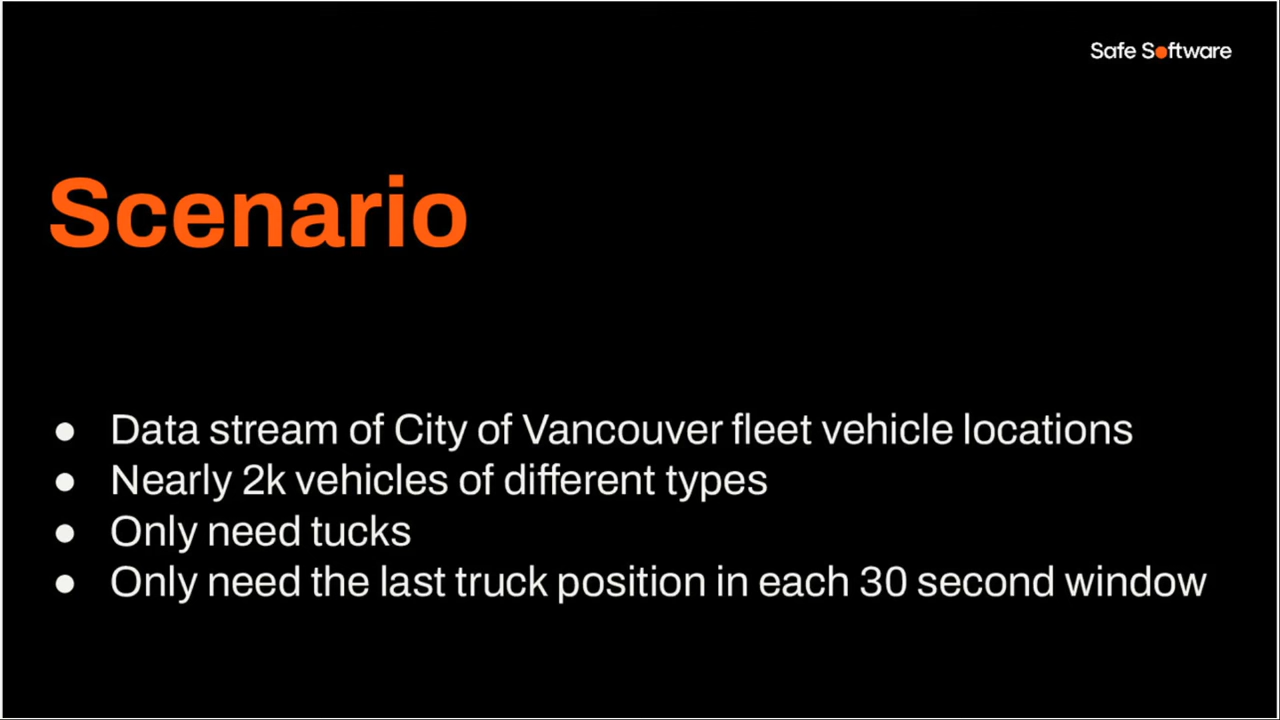 Safe Software
Scenario
● Data stream of City of Vancouver fleet vehicle locations
● Nearly 2k vehicles of different types
● Only need tucks
● Only need the last truck position in each 30 second window